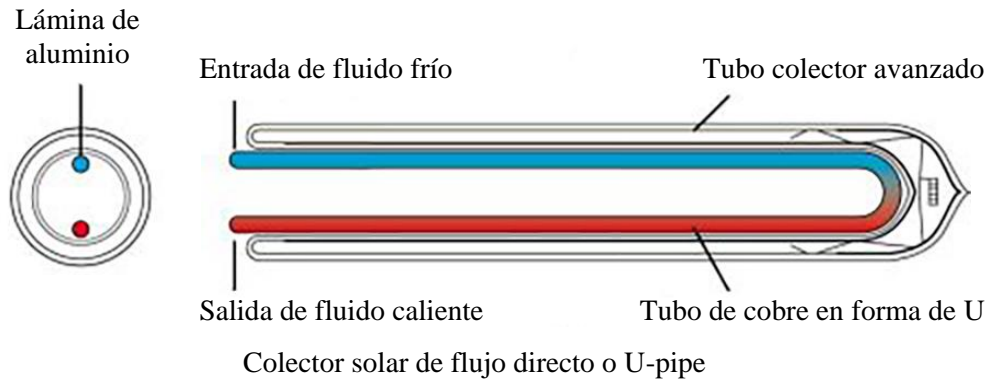 Lámina de
aluminio
Entrada de fluido frío
Tubo colector avanzado
Salida de fluido caliente
Tubo de cobre en forma de U
Colector solar de flujo directo o U-pipe